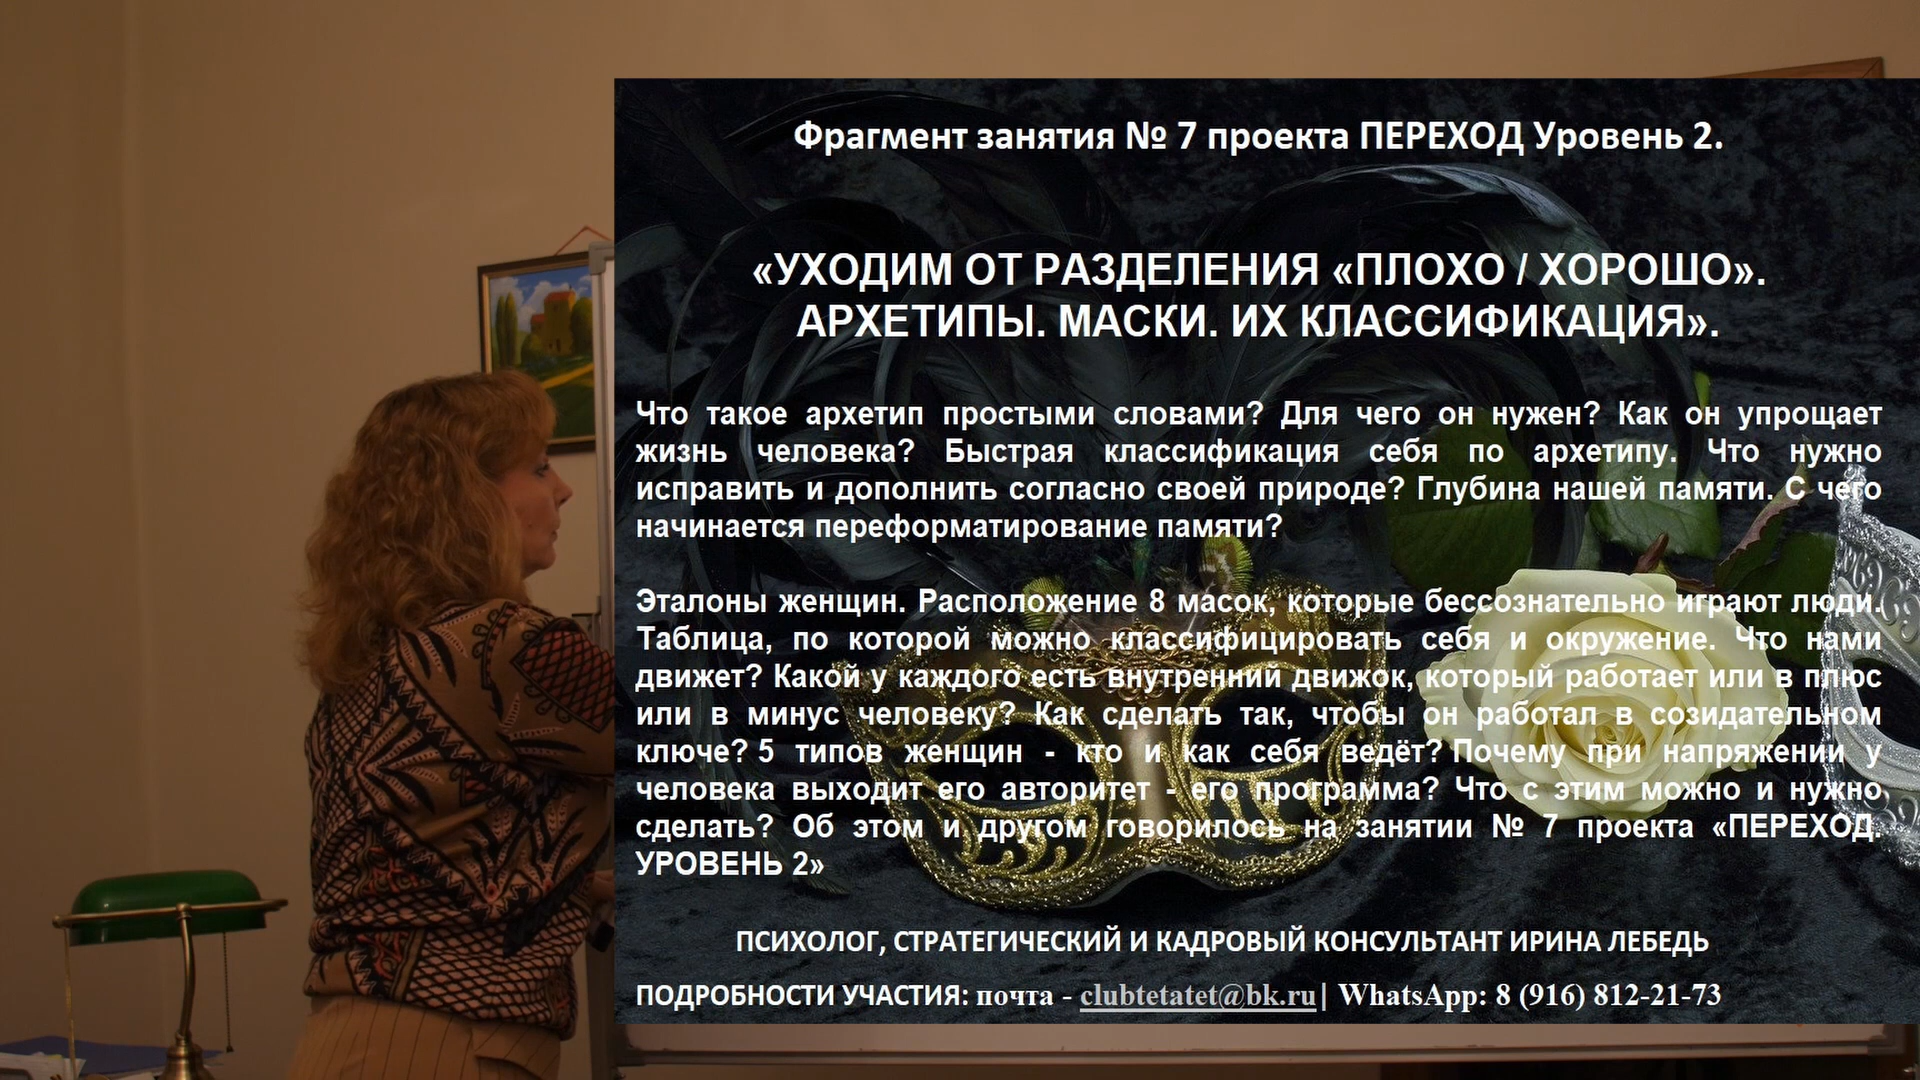 Фрагмент занятия № 7 проекта ПЕРЕХОД Уровень 2.
«УХОДИМ ОТ РАЗДЕЛЕНИЯ «ПЛОХО / ХОРОШО».
АРХЕТИПЫ. МАСКИ. ИХ КЛАССИФИКАЦИЯ».
Что такое архетип простыми словами? Для чего он нужен? Как он упрощает
жизнь человека? Быстрая классификация себя по архетипу. Что нужно
исправить и дополнить согласно своей природе? Глубина нашей памяти. С чего
начинается переформатирование памяти?
Эталоны женщин. Расположение 8 масок, которые бессознательно играют люди.
Таблица, по которой можно классифицировать себя и окружение. Что нами
движет? Какой у каждого есть внутренний движок, который работает или в плюс
или в минус человеку? Как сделать так, чтобы он работал в созидательном
ключе? 5 типов женщин - кто и как себя ведёт? Почему при напряжении у
человека выходит его авторитет - его программа? Что с этим можно и нужно
сделать? Об этом и другом говорилось на занятии № 7 проекта «ПЕРЕХОД.
УРОВЕНЬ 2»
ПСИХОЛОГ, СТРАТЕГИЧЕСКИЙ И КАДРОВЫЙ КОНСУЛЬТАНТ ИРИНА ЛЕБЕДЬ
ПОДРОБНОСТИ УЧАСТИЯ: почта - clubtetatet@bk.ru| WhatsApp: 8 (916) 812-21-73